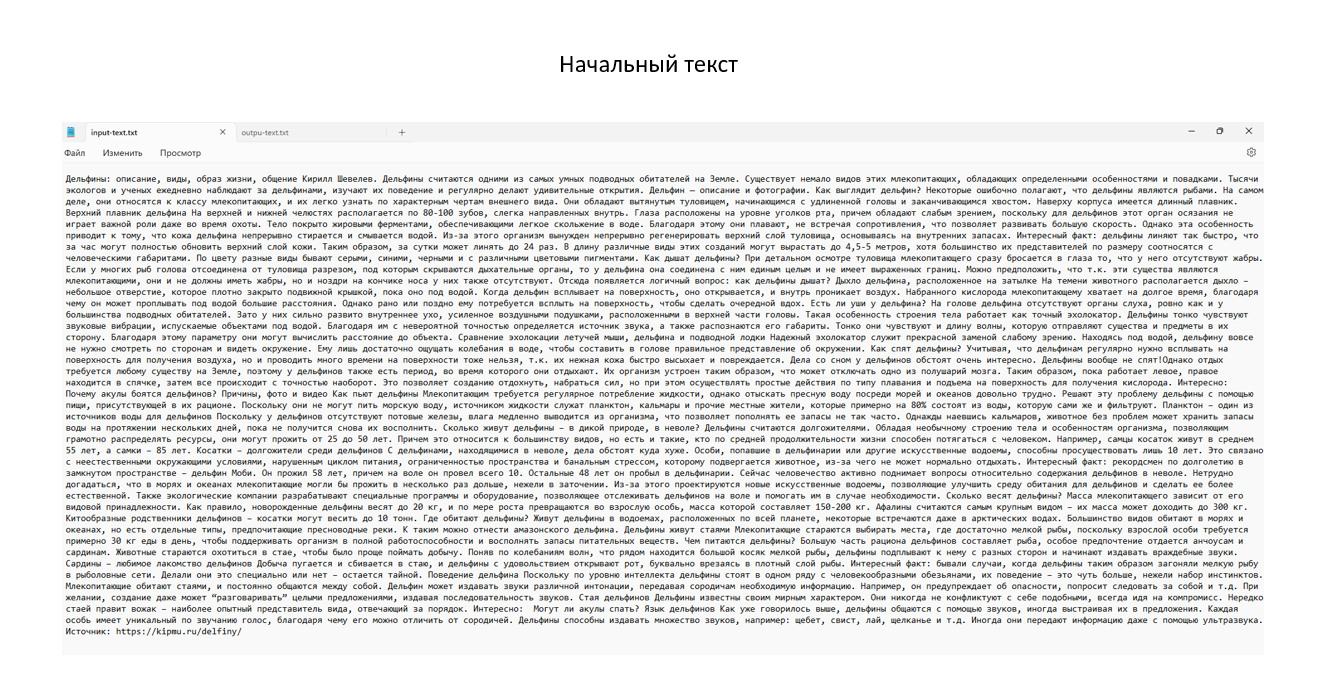 Начальный текст
input-text.txt
outpu-text.txt
Файл Изменить Просмотр
Дельфины: описание, виды, образ жизни, общение Кирилл Шевелев. Дельфины считаются одними из самых умных подводных обитателей на Земле. Существует немало видов этих млекопитающих, обладающих определенными особенностями и повадками. Тысячи
экологов и ученых ежедневно наблюдают за дельфинами, изучают их поведение и регулярно делают удивительные открытия. Дельфин — описание и фотографии. Как выглядит дельфин? Некоторые ошибочно полагают, что дельфины являются рыбами. На самом
деле, они относятся к классу млекопитающих, и их легко узнать по характерным чертам внешнего вида. Они обладают вытянутым туловищем, начинающимся с удлиненной головы и заканчивающимся хвостом. Наверху корпуса имеется длинный плавник.
Верхний плавник дельфина На верхней и нижней челюстях располагается по 80-100 зубов, слегка направленных внутрь. Глаза расположены на уровне уголков рта, причем обладают слабым зрением, поскольку для дельфинов этот орган осязания не
играет важной роли даже во время охоты. Тело покрыто жировыми ферментами, обеспечивающими легкое скольжение в воде. Благодаря этому они плавают, не встречая сопротивления, что позволяет развивать большую скорость. Однако эта особенность
приводит к тому, что кожа дельфина непрерывно стирается и смывается водой. Из-за этого организм вынужден непрерывно регенерировать верхний слой туловища, основываясь на внутренних запасах. Интересный факт: дельфины линяют так быстро, что
за час могут полностью обновить верхний слой кожи. Таким образом, за сутки может линять до 24 раз. В длину различные виды этих созданий могут вырастать до 4,5-5 метров, хотя большинство их представителей по размеру соотносятся с
человеческими габаритами. По цвету разные виды бывают серыми, синими, черными и с различными цветовыми пигментами. Как дышат дельфины? При детальном осмотре туловища млекопитающего сразу бросается в глаза то, что у него отсутствуют жабры.
Если у многих рыб голова отсоединена от туловища разрезом, под которым скрываются дыхательные органы, то у дельфина она соединена с ним единым целым и не имеет выраженных границ. Можно предположить, что т.к. эти существа являются
млекопитающими, они и не должны иметь жабры, но и ноздри на кончике носа у них также отсутствуют. Отсюда появляется логичный вопрос: как дельфины дышат? Дыхло дельфина, расположенное на затылке На темени животного располагается дыхло –
небольшое отверстие, которое плотно закрыто подвижной крышкой, пока оно под водой. Когда дельфин всплывает на поверхность, оно открывается, и внутрь проникает воздух. Набранного кислорода млекопитающему хватает на долгое время, благодаря
чему он может проплывать под водой большие расстояния. Однако рано или поздно ему потребуется всплыть на поверхность, чтобы сделать очередной вдох. Есть ли уши у дельфина? На голове дельфина отсутствуют органы слуха, ровно как и у
большинства подводных обитателей. Зато у них сильно развито внутреннее ухо, усиленное воздушными подушками, расположенными в верхней части головы. Такая особенность строения тела работает как точный эхолокатор. Дельфины тонко чувствуют
звуковые вибрации, испускаемые объектами под водой. Благодаря им с невероятной точностью определяется источник звука, а также распознаются его габариты. Тонко они чувствуют и длину волны, которую отправляют существа и предметы в их
сторону. Благодаря этому параметру они могут вычислить расстояние до объекта. Сравнение эхолокации летучей мыши, дельфина и подводной лодки Надежный эхолокатор служит прекрасной заменой слабому зрению. Находясь под водой, дельфину вовсе
не нужно смотреть по сторонам и видеть окружение. Ему лишь достаточно ощущать колебания в воде, чтобы составить в голове правильное представление об окружении. Как спят дельфины? Учитывая, что дельфинам регулярно нужно всплывать на
поверхность для получения воздуха, но и проводить много времени на поверхности тоже нельзя, т.к. их нежная кожа быстро высыхает и повреждается. Дела со сном у дельфинов обстоят очень интересно. Дельфины вообще не спят!Однако отдых
требуется любому существу на Земле, поэтому у дельфинов также есть период, во время которого они отдыхают. Их организм устроен таким образом, что может отключать одно из полушарий мозга. Таким образом, пока работает левое, правое
находится в спячке, затем все происходит с точностью наоборот. Это позволяет созданию отдохнуть, набраться сил, но при этом осуществлять простые действия по типу плавания и подъема на поверхность для получения кислорода. Интересно:
Почему акулы боятся дельфинов? Причины, фото и видео Как пьют дельфины Млекопитающим требуется регулярное потребление жидкости, однако отыскать пресную воду посреди морей и океанов довольно трудно. Решают эту проблему дельфины с помощью
пищи, присутствующей в их рационе. Поскольку они не могут пить морскую воду, источником жидкости служат планктон, кальмары и прочие местные жители, которые примерно на 80% состоят из воды, которую сами же и фильтруют. Планктон – один из
источников воды для дельфинов Поскольку у дельфинов отсутствуют потовые железы, влага медленно выводится из организма, что позволяет пополнять ее запасы не так часто. Однажды наевшись кальмаров, животное без проблем может хранить запасы
воды на протяжении нескольких дней, пока не получится снова их восполнить. Сколько живут дельфины – в дикой природе, в неволе? Дельфины считаются долгожителями. Обладая необычному строению тела и особенностям организма, позволяющим
грамотно распределять ресурсы, они могут прожить от 25 до 50 лет. Причем это относится к большинству видов, но есть и такие, кто по средней продолжительности жизни способен потягаться с человеком. Например, самцы косаток живут в среднем
55 лет, а самки – 85 лет. Косатки – долгожители среди дельфинов С дельфинами, находящимися в неволе, дела обстоят куда хуже. Особи, попавшие в дельфинарии или другие искусственные водоемы, способны просуществовать лишь 10 лет. Это связано
с неестественными окружающими условиями, нарушенным циклом питания, ограниченностью пространства и банальным стрессом, которому подвергается животное, из-за чего не может нормально отдыхать. Интересный факт: рекордсмен по долголетию в
замкнутом пространстве – дельфин Моби. Он прожил 58 лет, причем на воле он провел всего 10. Остальные 48 лет он пробыл в дельфинарии. Сейчас человечество активно поднимает вопросы относительно содержания дельфинов в неволе. Нетрудно
догадаться, что в морях и океанах млекопитающие могли бы прожить в несколько раз дольше, нежели в заточении. Из-за этого проектируются новые искусственные водоемы, позволяющие улучшить среду обитания для дельфинов и сделать ее более
естественной. Также экологические компании разрабатывают специальные программы и оборудование, позволяющее отслеживать дельфинов на воле и помогать им в случае необходимости. Сколько весят дельфины? Масса млекопитающего зависит от его
видовой принадлежности. Как правило, новорожденные дельфины весят до 20 кг, и по мере роста превращаются во взрослую особь, масса которой составляет 150-200 кг. Афалины считаются самым крупным видом – их масса может доходить до 300 кг.
Китообразные родственники дельфинов – косатки могут весить до 10 тонн. Где обитают дельфины? Живут дельфины в водоемах, расположенных по всей планете, некоторые встречаются даже в арктических водах. Большинство видов обитают в морях и
океанах, но есть отдельные типы, предпочитающие пресноводные реки. К таким можно отнести амазонского дельфина. Дельфины живут стаями Млекопитающие стараются выбирать места, где достаточно мелкой рыбы, поскольку взрослой особи требуется
примерно 30 кг еды в день, чтобы поддерживать организм в полной работоспособности и восполнять запасы питательных веществ. Чем питаются дельфины? Большую часть рациона дельфинов составляет рыба, особое предпочтение отдается анчоусам и
сардинам. Животные стараются охотиться в стае, чтобы было проще поймать добычу. Поняв по колебаниям волн, что рядом находится большой косяк мелкой рыбы, дельфины подплывают к нему с разных сторон и начинают издавать враждебные звуки.
Сардины – любимое лакомство дельфинов Добыча пугается и сбивается в стаю, и дельфины с удовольствием открывают рот, буквально врезаясь в плотный слой рыбы. Интересный факт: бывали случаи, когда дельфины таким образом загоняли мелкую рыбу
в рыболовные сети. Делали они это специально или нет – остается тайной. Поведение дельфина Поскольку по уровню интеллекта дельфины стоят в одном ряду с человекообразными обезьянами, их поведение – это чуть больше, нежели набор инстинктов.
Млекопитающие обитают стаями, и постоянно общаются между собой. Дельфин может издавать звуки различной интонации, передавая сородичам необходимую информацию. Например, он предупреждает об опасности, попросит следовать за собой и т.д. При
желании, создание даже может “разговаривать” целыми предложениями, издавая последовательность звуков. Стая дельфинов Дельфины известны своим мирным характером. Они никогда не конфликтуют с себе подобными, всегда идя на компромисс. Нередко
стаей правит вожак – наиболее опытный представитель вида, отвечающий за порядок. Интересно:  Могут ли акулы спать? Язык дельфинов Как уже говорилось выше, дельфины общаются с помощью звуков, иногда выстраивая их в предложения. Каждая
особь имеет уникальный по звучанию голос, благодаря чему его можно отличить от сородичей. Дельфины способны издавать множество звуков, например: щебет, свист, лай, щелканье и т.д. Иногда они передают информацию даже с помощью ультразвука.
Источник: https://kipmu.ru/delfiny/